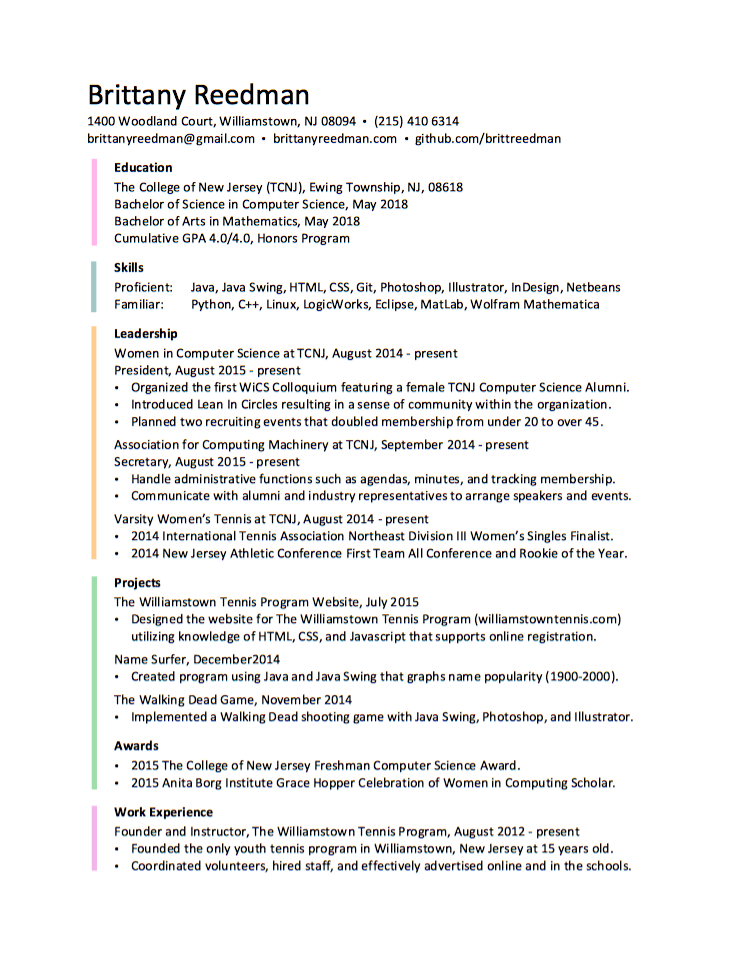 Brittany Reedman
1400 Woodland Court, Williamstown, NJ 08094 • (215) 410 6314
brittanyreedman@gmail.com • brittanyreedman.com • github.com/brittreedman
Education
The College of New Jersey (TCNJ), Ewing Township, NJ, 08618
Bachelor of Science in Computer Science, May 2018
Bachelor of Arts in Mathematics, May 2018
Cumulative GPA 4.0/4.0, Honors Program
Skills
Proficient: Java, Java Swing, HTML, CSS, Git, Photoshop, Illustrator, InDesign, Netbeans
Familiar: Python, C++, Linux, LogicWorks, Eclipse, MatLab, Wolfram Mathematica
Leadership
Women in Computer Science at TCNJ, August 2014 - present
President, August 2015 - present
• Organized the first WiCS Colloquium featuring a female TCNJ Computer Science Alumni.
• Introduced Lean In Circles resulting in a sense of community within the organization.
• Planned two recruiting events that doubled membership from under 20 to over 45.
Association for Computing Machinery at TCNJ, September 2014 - present
Secretary, August 2015 - present
• Handle administrative functions such as agendas, minutes, and tracking membership.
• Communicate with alumni and industry representatives to arrange speakers and events.
Varsity Women's Tennis at TCNJ, August 2014 - present
• 2014 International Tennis Association Northeast Division III Women's Singles Finalist.
• 2014 New Jersey Athletic Conference First Team All Conference and Rookie of the Year.
Projects
The Williamstown Tennis Program Website, July 2015
• Designed the website for The Williamstown Tennis Program (williamstowntennis.com)
utilizing knowledge of HTML, CSS, and Javascript that supports online registration.
Name Surfer, December2014
• Created program using Java and Java Swing that graphs name popularity (1900-2000).
The Walking Dead Game, November 2014
• Implemented a Walking Dead shooting game with Java Swing, Photoshop, and Illustrator.
Awards
• 2015 The College of New Jersey Freshman Computer Science Award.
• 2015 Anita Borg Institute Grace Hopper Celebration of Women in Computing Scholar.
Work Experience
Founder and Instructor, The Williamstown Tennis Program, August 2012 - present
• Founded the only youth tennis program in Williamstown, New Jersey at 15 years old.
• Coordinated volunteers, hired staff, and effectively advertised online and in the schools.